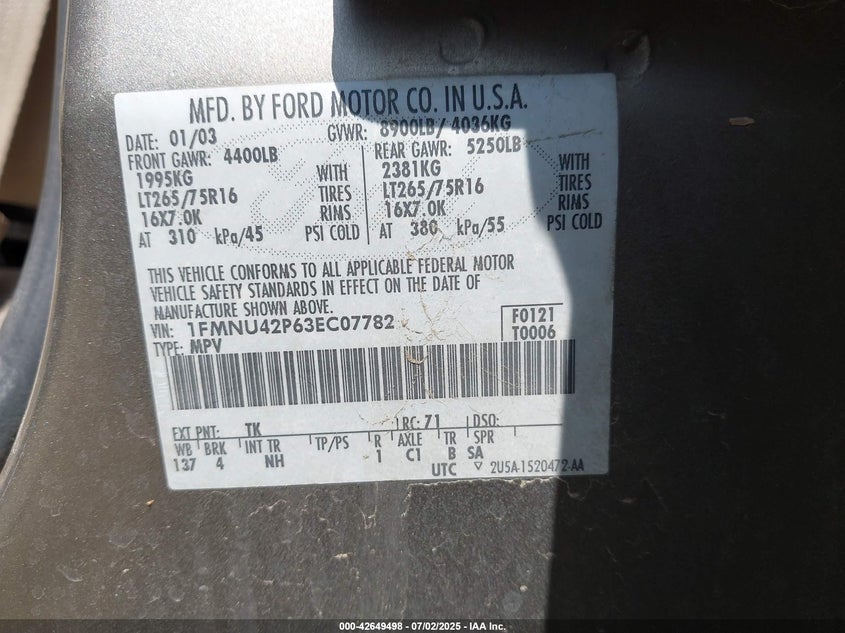 MFD. BY FORD MOTOR CO. IN U.S.A.
DATE: 01/03 GVWR: 8900LB/ 4036KG
FRONT GAWR: 4400LB REAR GAWR: 5250LB
1995KG WITH 2381KG WITH
LT265/75R16 TIRES LT265/75R16 TIRES
16X7.0K RIMS 16X7.0K RIMS
AT 310 kPa/45 PSI COLD AT 380 kPa/55 PSI COLD
THIS VEHICLE CONFORMS TO ALL APPLICABLE FEDERAL MOTOR
VEHICLE SAFETY STANDARDS IN EFFECT ON THE DATE OF
MANUFACTURE SHOWN ABOVE.
VIN: 1FMNU42P63EC07782 F0121
TYPE: MPV T0006
EXT PNT: TK RC: 71 DSO:
WB BRK INT TR TP/PS R AXLE TR SPR
137 4 NH 1 C1 B SA
UTC ▽ 2U5A-1520472-AA
000-42649498 - 07/02/2025 - IAA Inc.